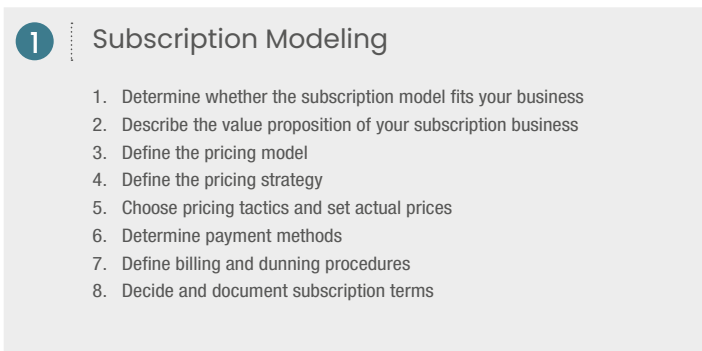 1
Subscription Modeling
1. Determine whether the subscription model fits your business
2. Describe the value proposition of your subscription business
3. Define the pricing model
4. Define the pricing strategy
5. Choose pricing tactics and set actual prices
6. Determine payment methods
7. Define billing and dunning procedures
8. Decide and document subscription terms